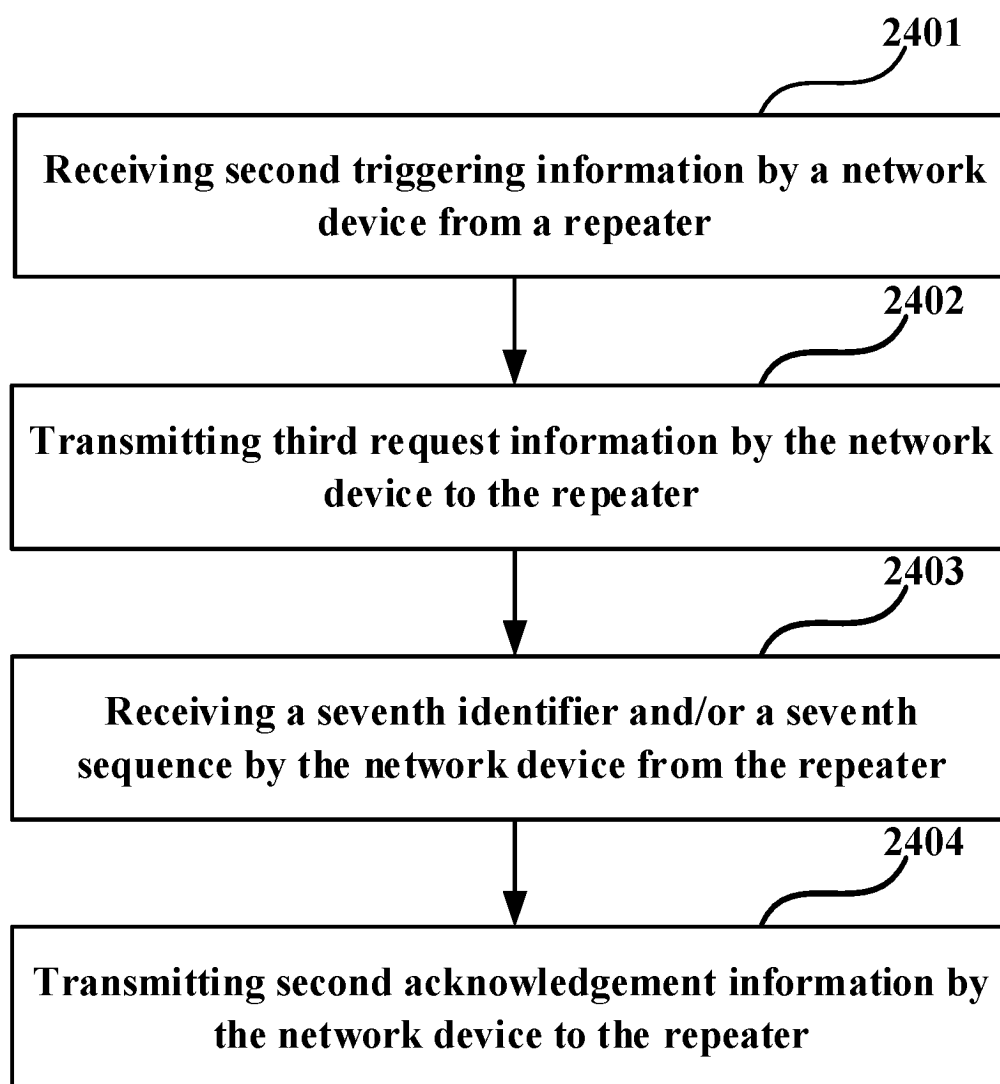 2401
Receiving second triggering information by a network
device from a repeater
2402
Transmitting third request information by the network
device to the repeater
2403
Receiving a seventh identifier and/or a seventh
sequence by the network device from the repeater
2404
Transmitting second acknowledgement information by
the network device to the repeater